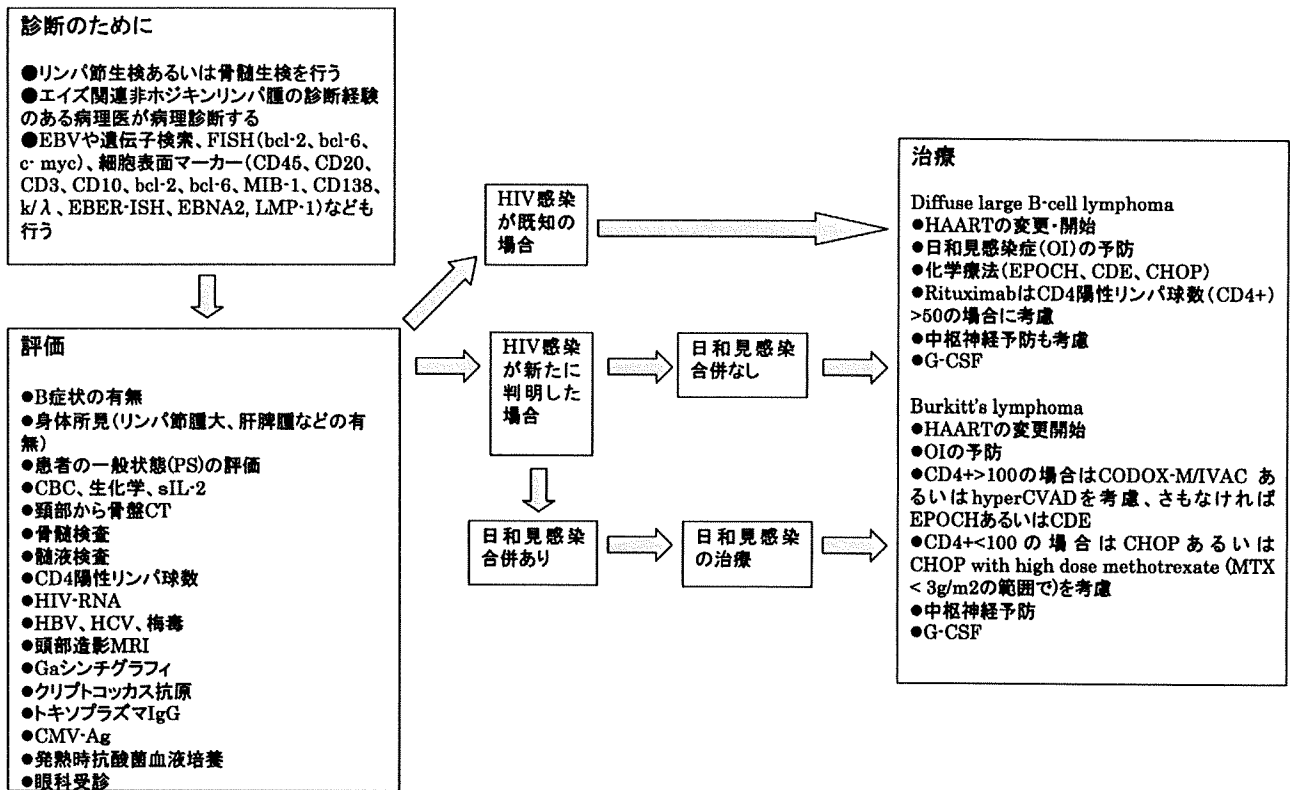 診断のために
●リンパ節生検あるいは骨髄生検を行う
●エイズ関連非ホジキンリンパ腫の診断経験
のある病理医が病理診断する
●EBVや遺伝子検索、FISH(bcl-2、bcl-6、
c- myc)、細胞表面マーカー(CD45、CD20、
CD3、CD10、bcl-2、bcl-6、MIB-1、CD138、
k/λ、EBER-ISH、EBNA2, LMP-1)なども
行う
評価
●B症状の有無
●身体所見(リンパ節腫大、肝脾腫などの有
無)
●患者の一般状態(PS)の評価
●CBC、生化学、sIL-2
●頸部から骨盤CT
●骨髄検査
●髄液検査
●CD4陽性リンパ球数
●HIV-RNA
●HBV、HCV、梅毒
●頭部造影MRI
●Gaシンチグラフィ
●クリプトコッカス抗原
●トキソプラズマIgG
●CMV-Ag
●発熱時抗酸菌血液培養
●眼科受診
HIV感染
が既知の
場合
HIV感染
が新たに
判明した
場合
日和見感染
合併なし
日和見感染
合併あり
日和見感染
の治療
治療
Diffuse large B-cell lymphoma
●HAARTの変更・開始
●日和見感染症(OI)の予防
●化学療法(EPOCH、CDE、CHOP)
●RituximabはCD4陽性リンパ球数(CD4+)
>50の場合に考慮
●中枢神経予防も考慮
●G-CSF
Burkitt's lymphoma
●HAARTの変更開始
●OIの予防
●CD4+>100の場合はCODOX-M/IVAC あ
るいはhyperCVADを考慮、さもなければ
EPOCHあるいはCDE
●CD4+<100の場合はCHOPあるいは
CHOP with high dose methotrexate (MTX
< 3g/m2の範囲で)を考慮
●中枢神経予防
●G-CSF